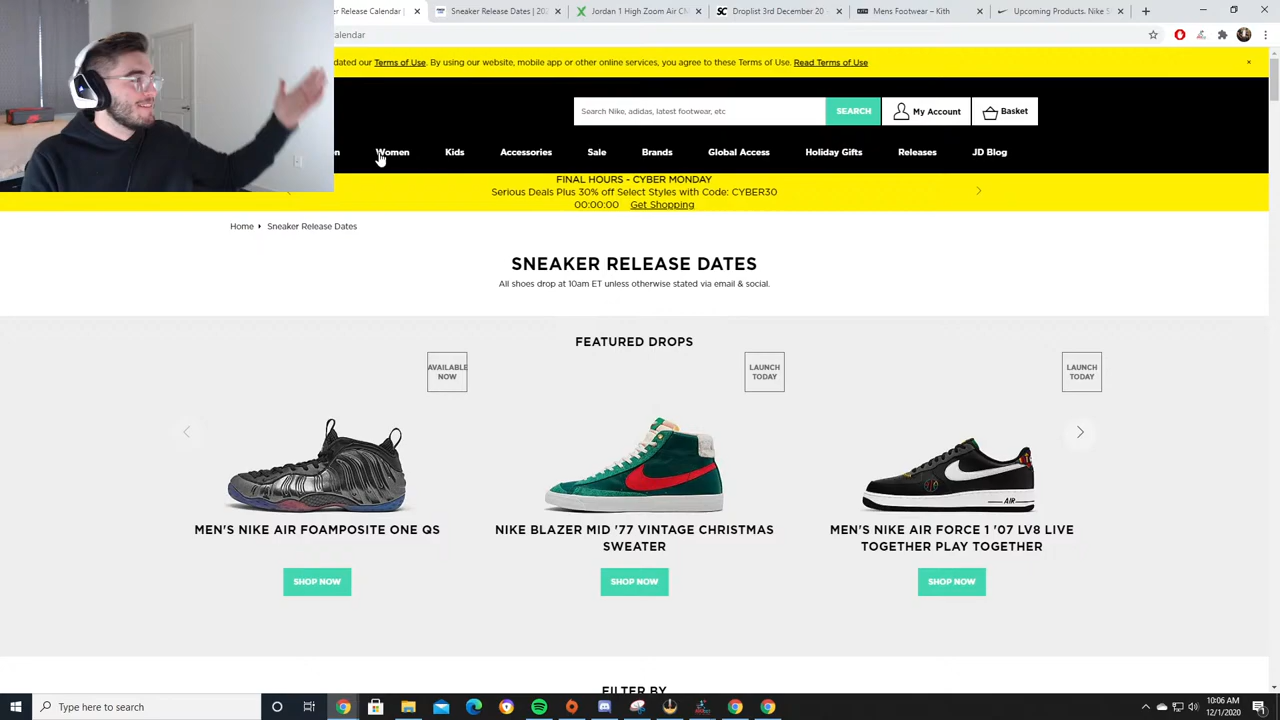 r Release Calendar
Sneaker Release Dates | 202
Jordan 1 High Zoom Air CM
Droplist 3rd December 20
Mens Footwear – Kith
Upcoming Products. Nike S
alendar
dated our Terms of Use. By using our website, mobile app or other online services, you agree to these Terms of Use. Read Terms of Use
Search Nike, adidas, latest footwear, etc
SEARCH
My Account
Basket
n
Women
Kids
Accessories
Sale
Brands
Global Access
Holiday Gifts
Releases
JD Blog
FINAL HOURS - CYBER MONDAY
Serious Deals Plus 30% off Select Styles with Code: CYBER30
00:00:00 Get Shopping
Home Sneaker Release Dates
SNEAKER RELEASE DATES
All shoes drop at 10am ET unless otherwise stated via email & social.
FEATURED DROPS
AVAILABLE
NOW
LAUNCH
TODAY
LAUNCH
TODAY
AIR
MEN'S NIKE AIR FOAMPOSITE ONE QS
NIKE BLAZER MID '77 VINTAGE CHRISTMAS
SWEATER
MEN'S NIKE AIR FORCE 1 '07 LV8 LIVE
TOGETHER PLAY TOGETHER
SHOP NOW
SHOP NOW
SHOP NOW
FILTER BY
Type here to search
10:06 AM
12/1/2020